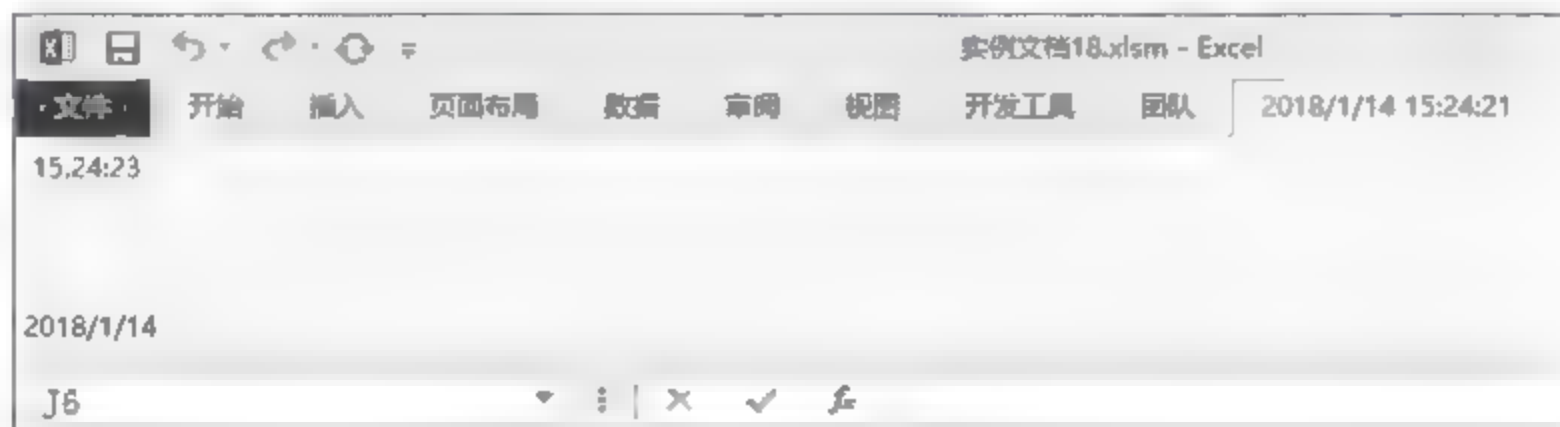 实例文档18.xlsm - Excel
文件 开始 插入 页面布局 数据 审阅 视图 开发工具 团队 2018/1/14 15:24:21
15:24:23
2018/1/14
J6 fx